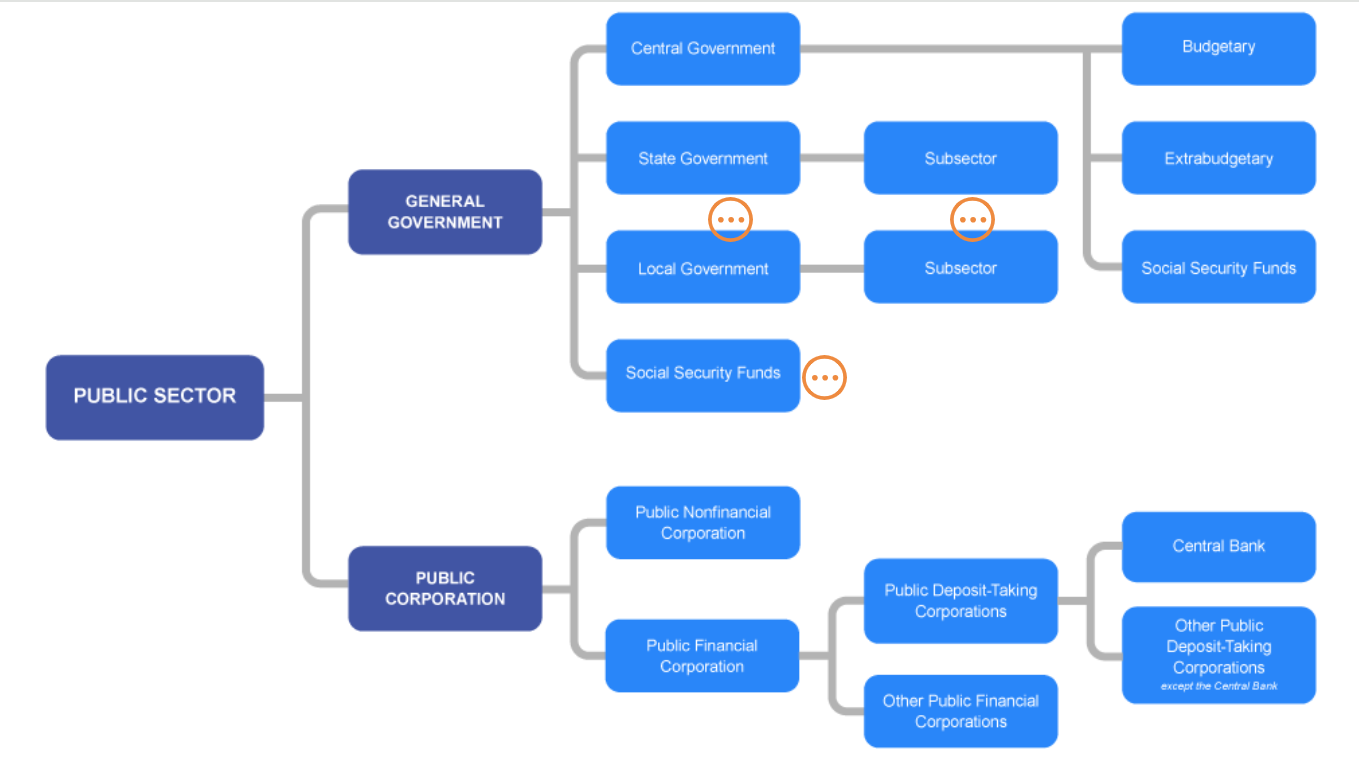 Central Government
Budgetary
State Government
Subsector
Extrabudgetary
GENERAL
GOVERNMENT
Local Government
Subsector
Social Security Funds
Social Security Funds
PUBLIC SECTOR
Public Nonfinancial
Corporation
Central Bank
PUBLIC
CORPORATION
Public Deposit-Taking
Corporations
Public Financial
Corporation
Other Public
Deposit-Taking
Corporations
except the Central Bank
Other Public Financial
Corporations